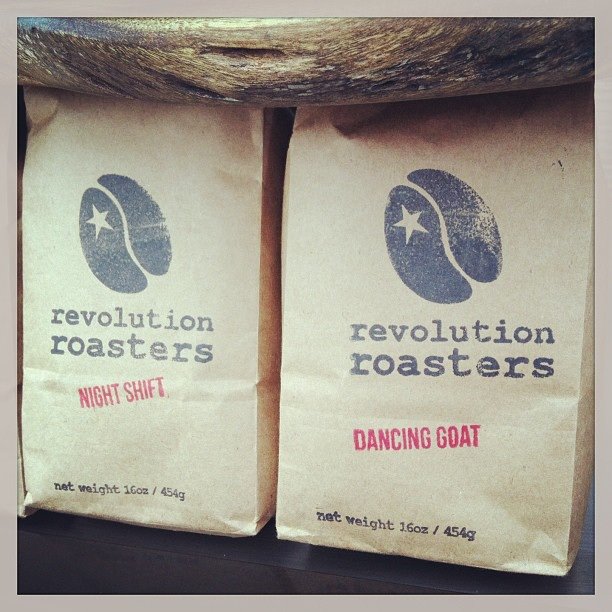 revolution
roasters
NIGHT SHIFT
net weight 16oz / 454g
revolution
roasters
DANCING GOAT
net weight 16oz / 454g